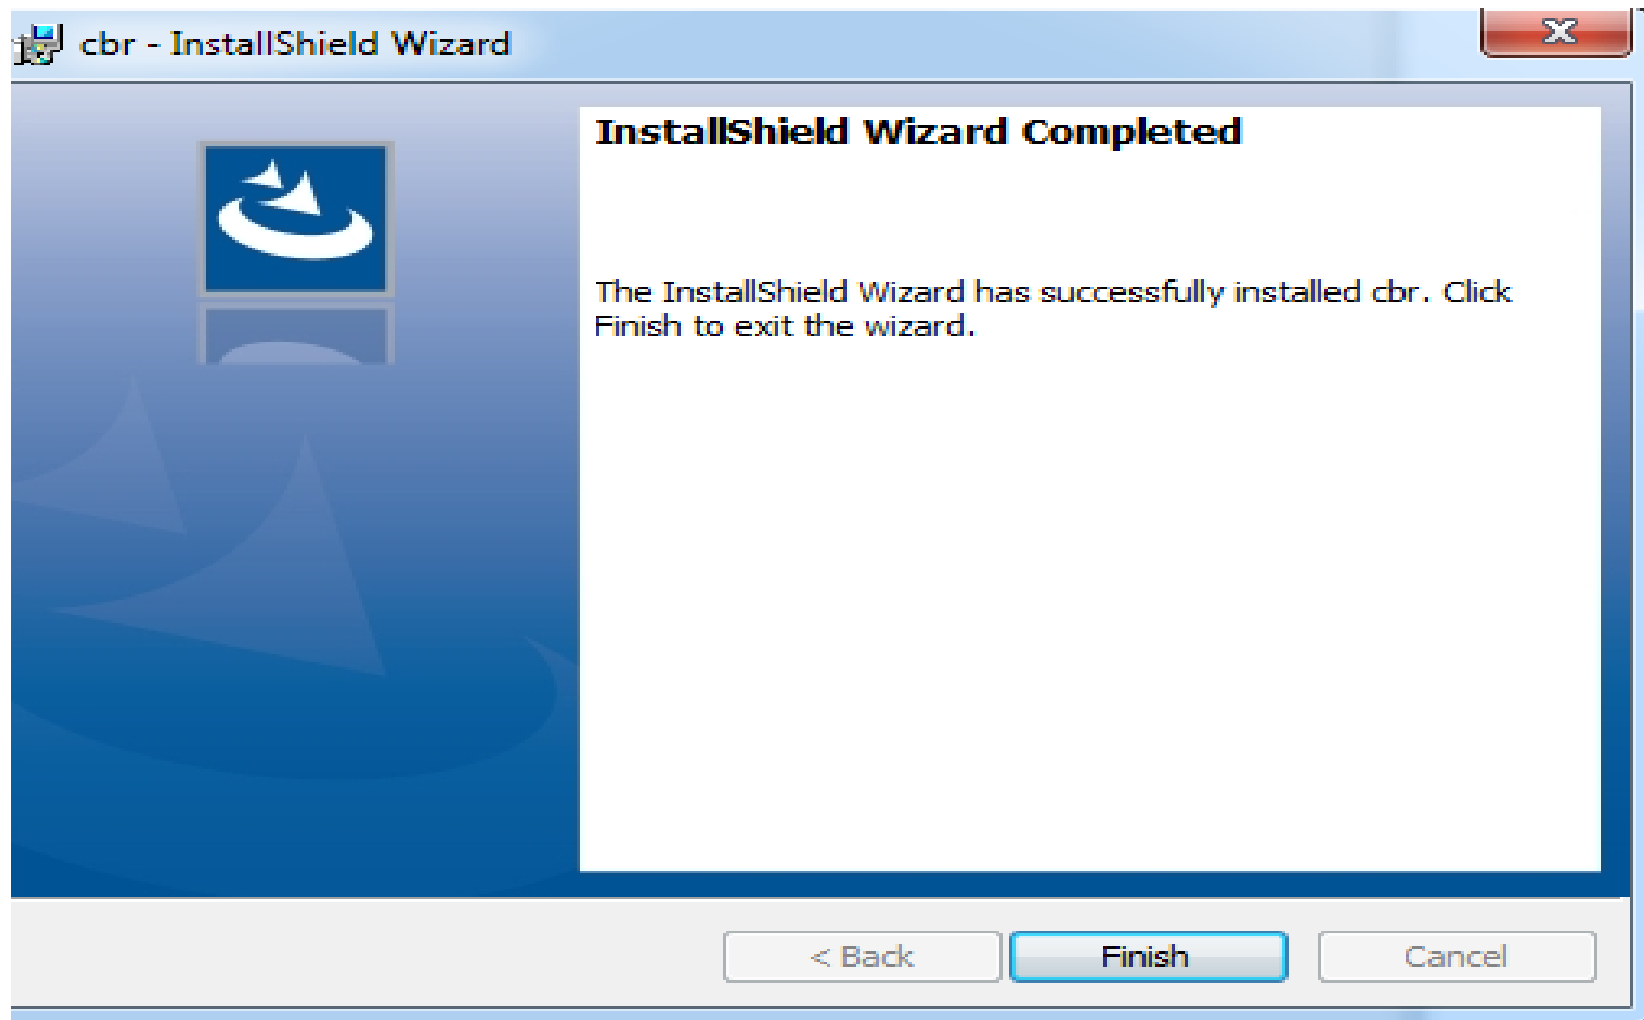 cbr - InstallShield Wizard
InstallShield Wizard Completed
The InstallShield Wizard has successfully installed cbr. Click
Finish to exit the wizard.
< Back
Finish
Cancel